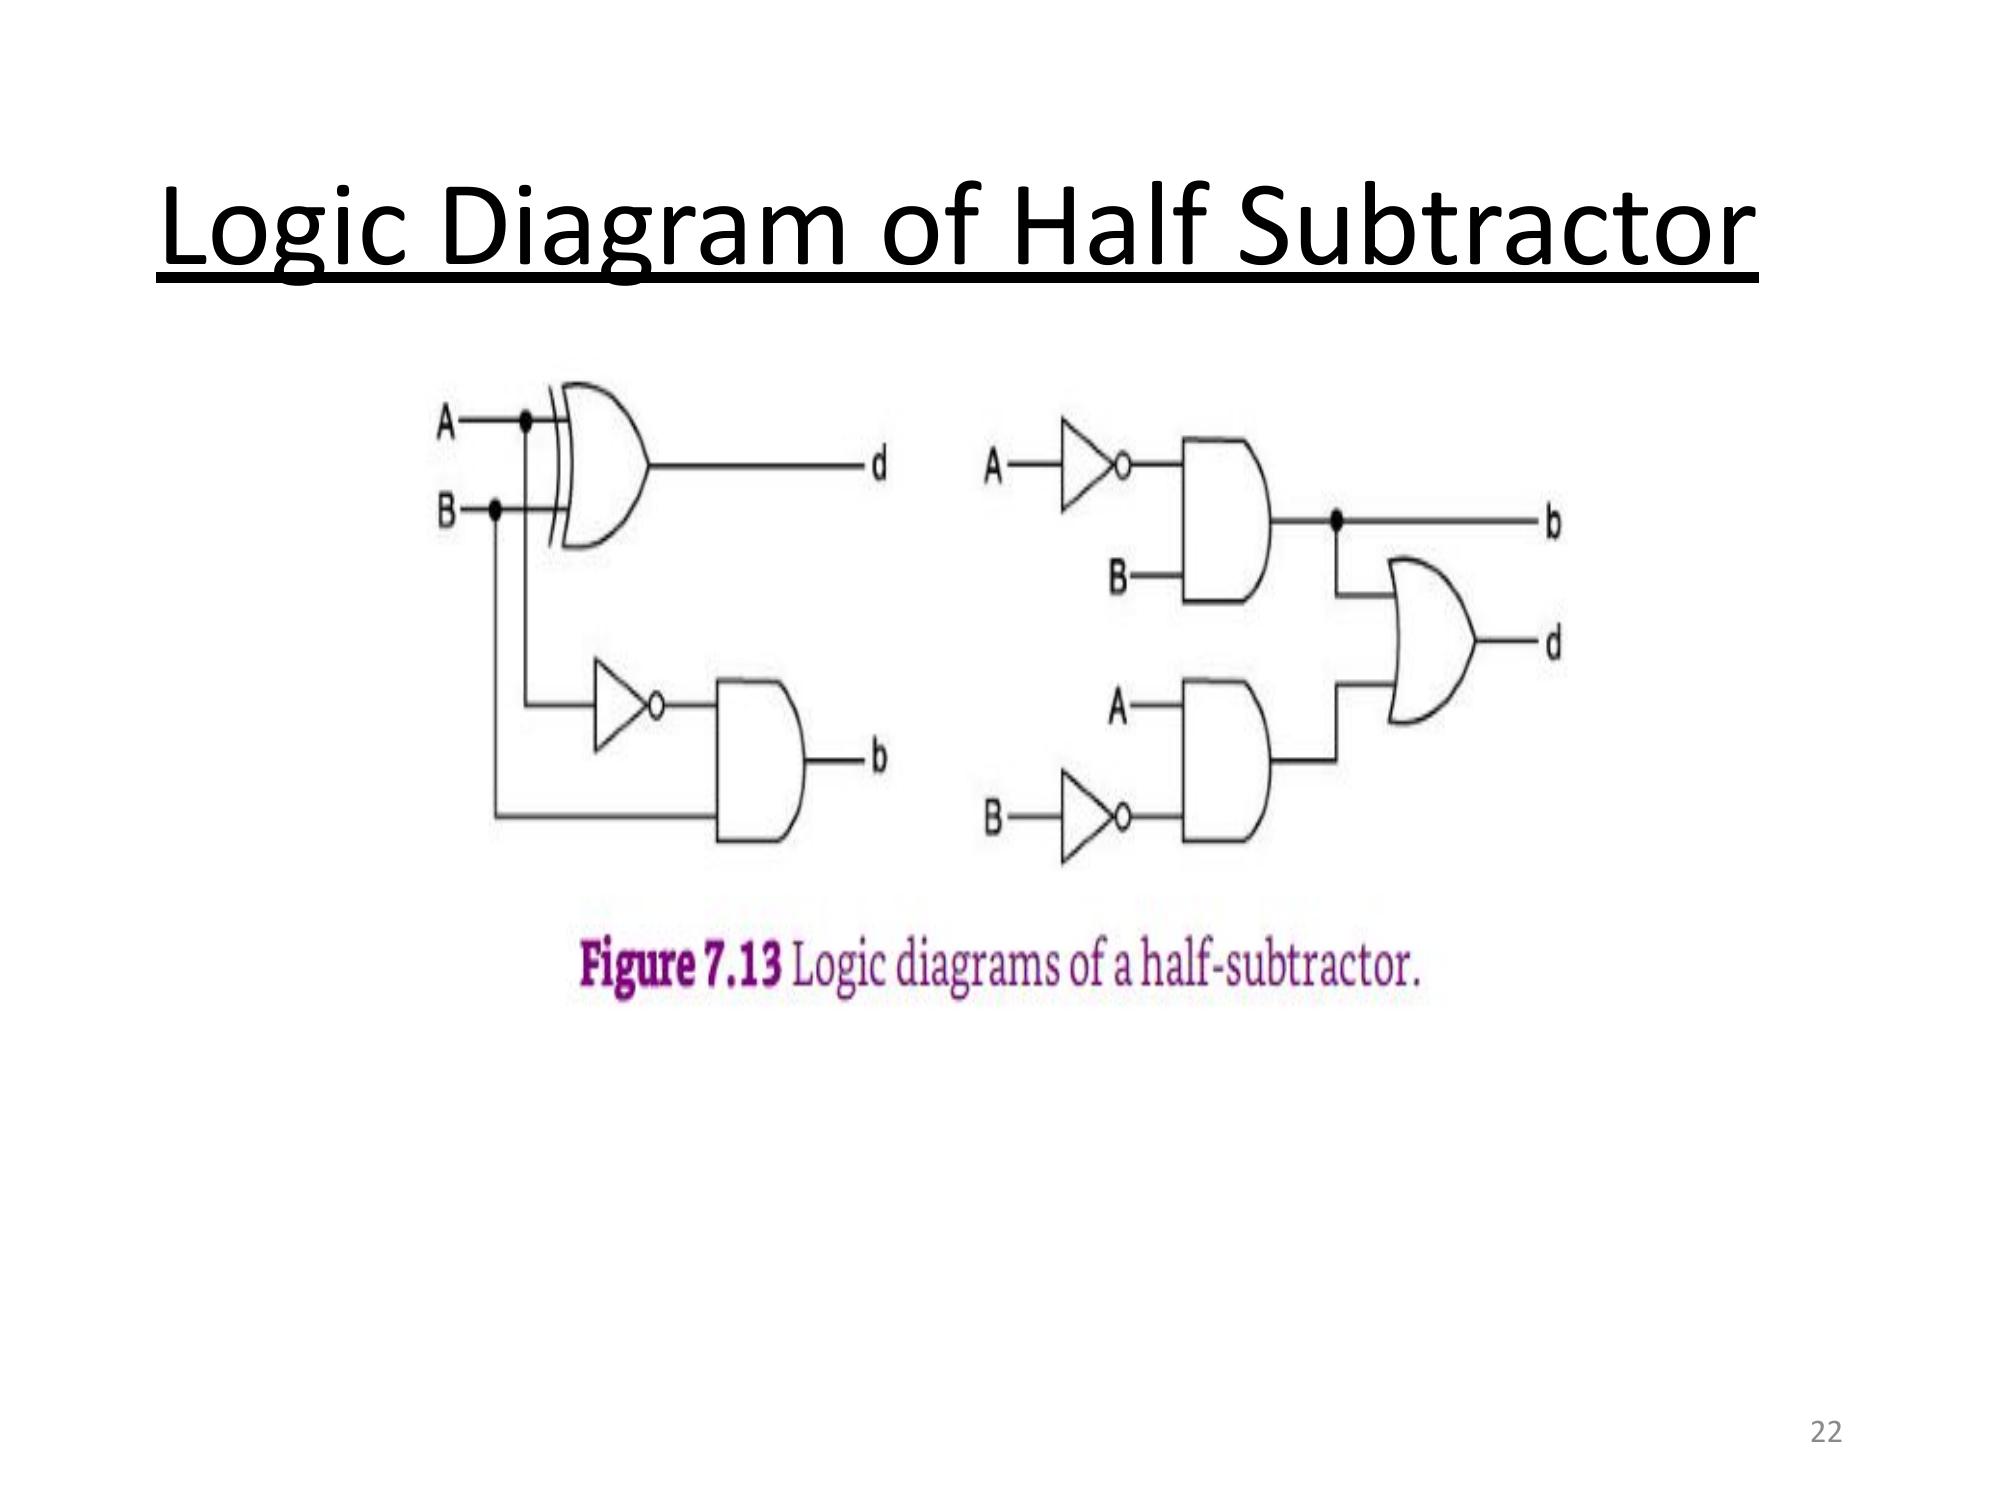 Logic Diagram of Half Subtractor
A
B
d
b
A
B
A
B
b
d
Figure 7.13 Logic diagrams of a half-subtractor.
22